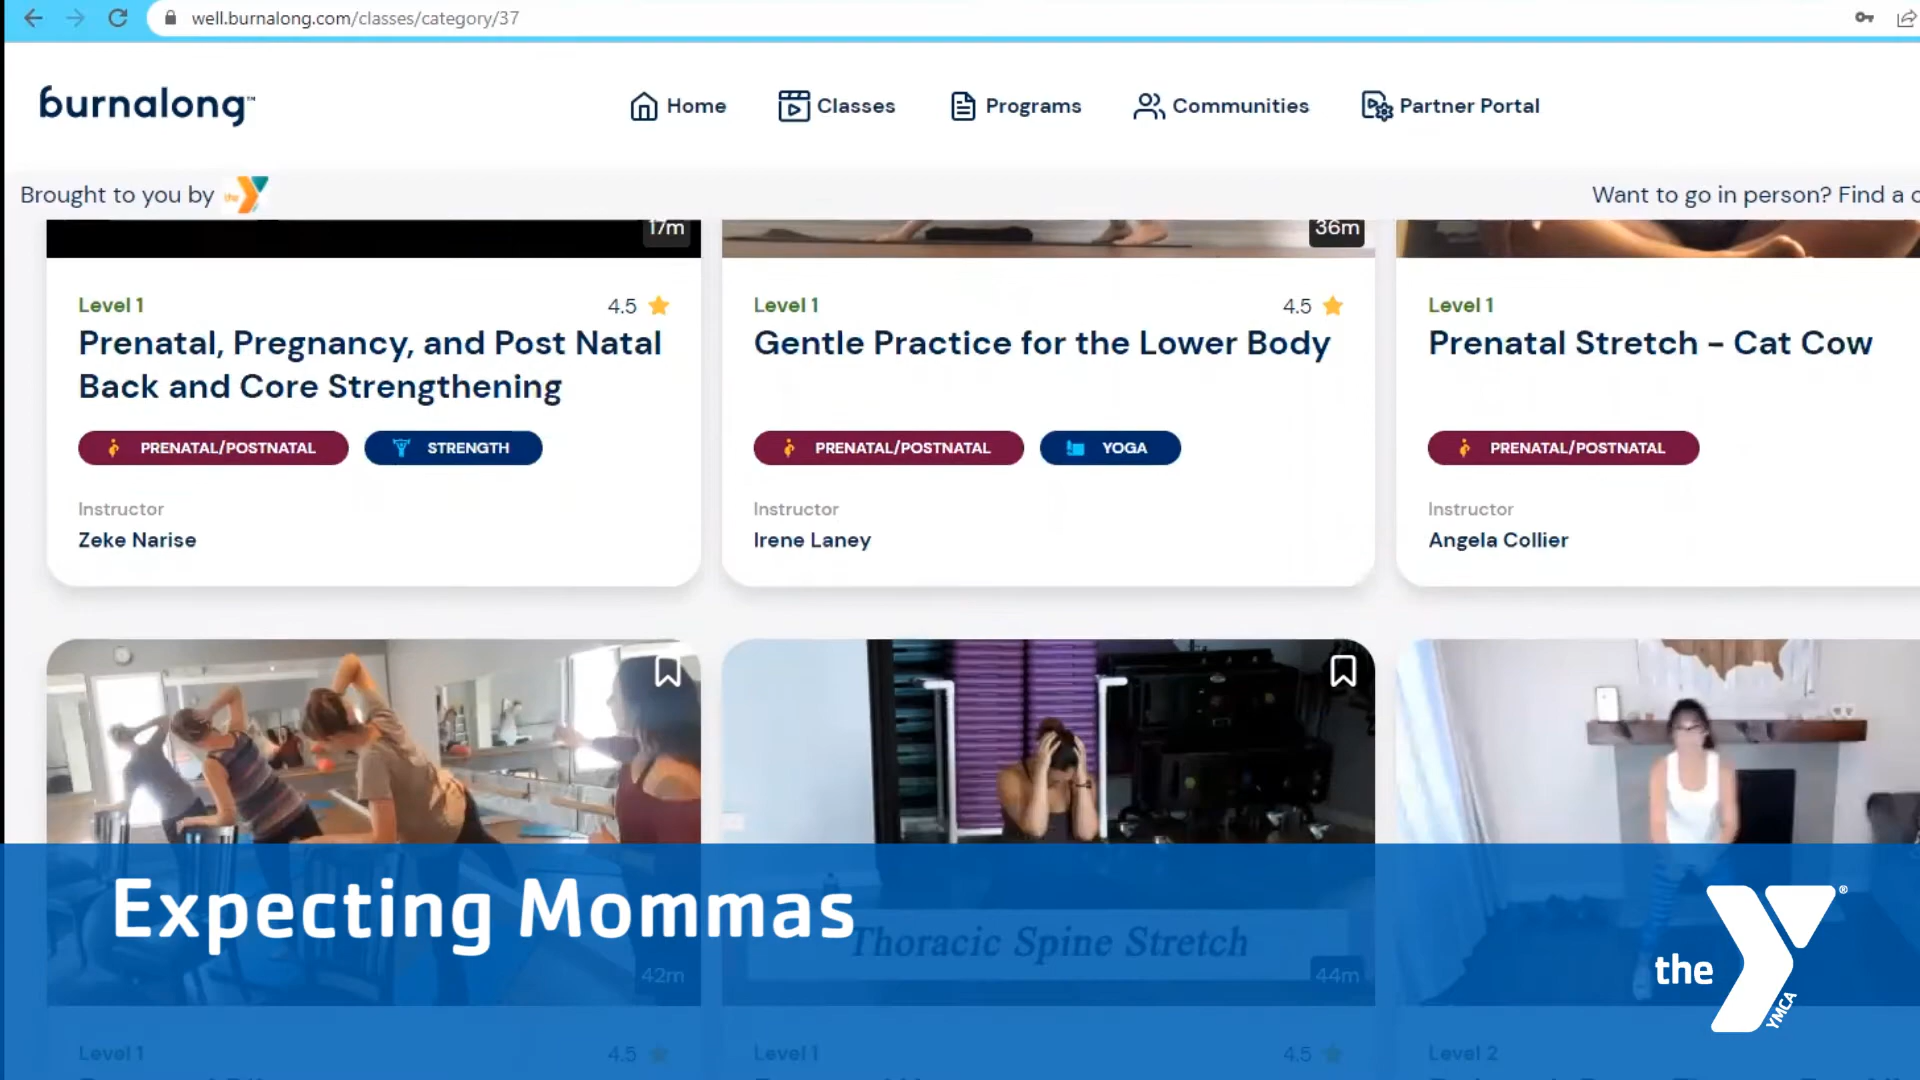 well.burnalong.com/classes/category/37
burnalong™
Home
Classes
Programs
Communities
Partner Portal
Brought to you by the Y
Want to go in person? Find a
17m
36m
Level 1
4.5
Prenatal, Pregnancy, and Post Natal
Back and Core Strengthening
PRENATAL/POSTNATAL
STRENGTH
Instructor
Zeke Narise
Level 1
4.5
Gentle Practice for the Lower Body
PRENATAL/POSTNATAL
YOGA
Instructor
Irene Laney
Level 1
Prenatal Stretch - Cat Cow
PRENATAL/POSTNATAL
Instructor
Angela Collier
Expecting Mommas
Thoracic Spine Stretch
42m
44m
the Y®
YMCA
Level 1
4.5
Level 1
4.5
Level 2